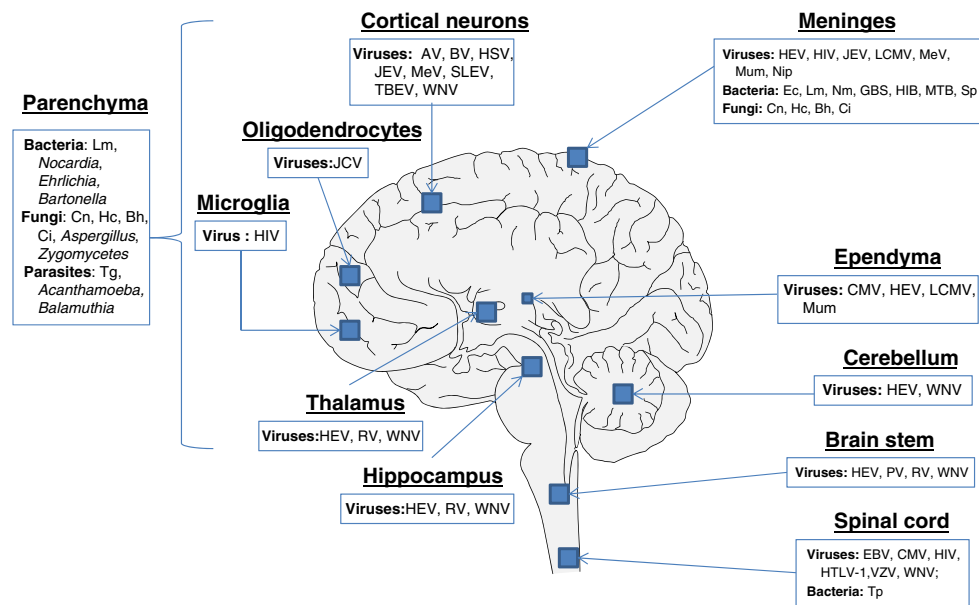 Parenchyma
Bacteria: Lm,
Nocardia,
Ehrlichia,
Bartonella
Fungi: Cn, Hc, Bh,
Ci, Aspergillus,
Zygomycetes
Parasites: Tg,
Acanthamoeba,
Balamuthia
Cortical neurons
Viruses: AV, BV, HSV,
JEV, MeV, SLEV,
TBEV, WNV
Oligodendrocytes
Viruses:JCV
Microglia
Virus : HIV
Thalamus
Viruses:HEV, RV, WNV
Hippocampus
Viruses:HEV, RV, WNV
Meninges
Viruses: HEV, HIV, JEV, LCMV, MeV,
Mum, Nip
Bacteria: Ec, Lm, Nm, GBS, HIB, MTB, Sp
Fungi: Cn, Hc, Bh, Ci
Ependyma
Viruses: CMV, HEV, LCMV,
Mum
Cerebellum
Viruses: HEV, WNV
Brain stem
Viruses: HEV, PV, RV, WNV
Spinal cord
Viruses: EBV, CMV, HIV,
HTLV-1,VZV, WNV;
Bacteria: Tp